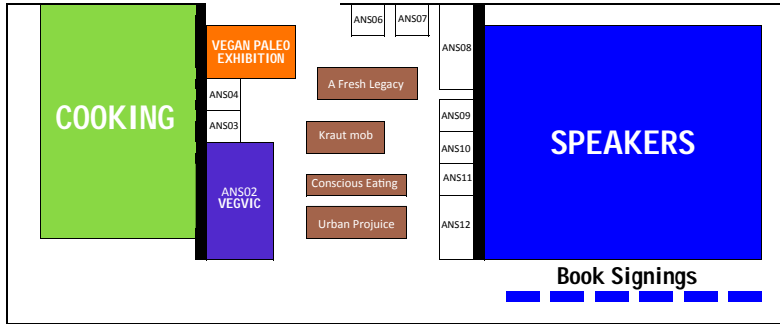 COOKING
VEGAN PALEO
EXHIBITION
ANS04
ANS03
ANS02
VEGVIC
ANS06
ANS07
A Fresh Legacy
Kraut mob
Conscious Eating
Urban Projuice
ANS08
ANS09
ANS10
ANS11
ANS12
SPEAKERS
Book Signings